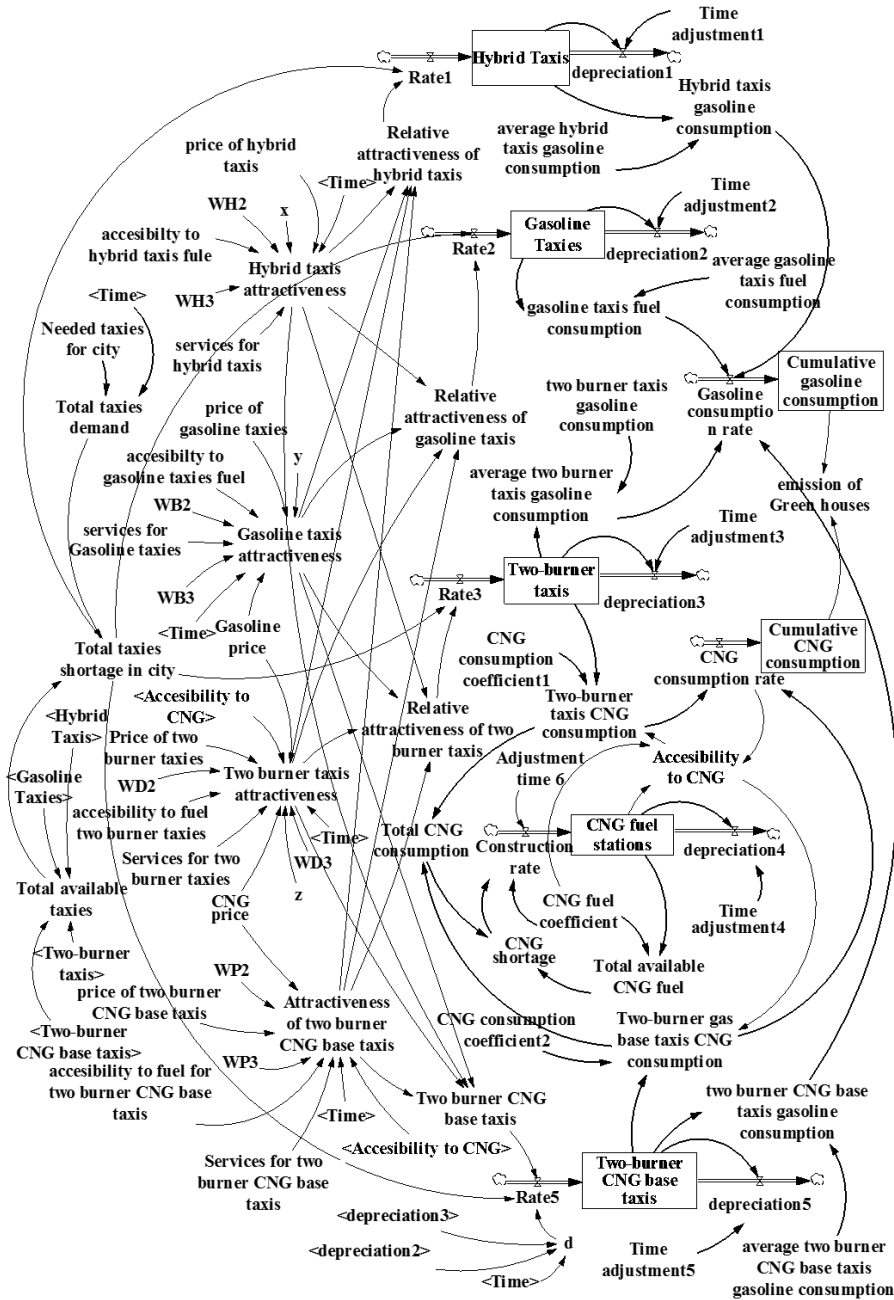 Time
adjustment1
Hybrid Taxis
Rate1
depreciation1
Hybrid taxis
gasoline
consumption
average hybrid
taxis gasoline
consumption
Relative
attractiveness of
hybrid taxis
price of hybrid
taxis
<Time>
WH2
x
accesibilty to
hybrid taxis fule
Hybrid taxis
attractiveness
WH3
services for
hybrid taxis
Time
adjustment2
Gasoline
Taxies
Rate2
depreciation2
average gasoline
taxis fuel
consumption
gasoline taxis fuel
consumption
<Time>
Needed taxies
for city
Total taxies
demand
Cumulative
gasoline
consumption
Gasoline
consumptio
n rate
two burner taxis
gasoline
consumption
Relative
attractiveness of
gasoline taxis
price of
gasoline taxies
accesibilty to
gasoline taxies fuel
y
WB2
services for
Gasoline taxies
Gasoline taxis
attractiveness
WB3
<Time>
Gasoline
price
average two burner
taxis gasoline
consumption
emission of
Green houses
Time
adjustment3
Two-burner
taxis
Rate3
depreciation3
Total taxies
shortage in city
CNG
consumption
coefficient1
Cumulative
CNG
consumption
CNG
consumption rate
Two-burner
taxis CNG
consumption
<Accesibility to
CNG>
Relative
attractiveness of two
burner taxis
<Hybrid
Taxis>
Price of two
burner taxies
Two burner taxis
attractiveness
WD2
accesibility to fuel
two burner taxies
<Gasoline
Taxies>
Adjustment
time 6
Accesibility
to CNG
<Time>
WD3
Services for two
burner taxies
z
Total CNG
consumption
Construction
rate
CNG fuel
stations
depreciation4
Time
adjustment4
Total available
taxies
CNG
price
CNG fuel
coefficient
CNG
shortage
Total available
CNG fuel
<Two-burner
taxis>
WP2
price of two burner
CNG base taxis
Attractiveness
of two burner
CNG base taxis
CNG consumption
coefficient2
Two-burner gas
base taxis CNG
consumption
<Two-burner
CNG base taxis>
WP3
accesibility to fuel for
two burner CNG base
taxis
<Time>
Two burner CNG
base taxis
two burner CNG base
taxis gasoline
consumption
<Accesibility to CNG>
Services for two
burner CNG base
taxis
Two-burner
CNG base
taxis
Rate5
depreciation5
<depreciation3>
<depreciation2>
d
<Time>
Time
adjustment5
average two burner
CNG base taxis
gasoline consumption